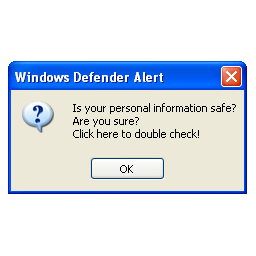 Windows Defender Alert
Is your personal information safe?
Are you sure?
Click here to double check!
OK